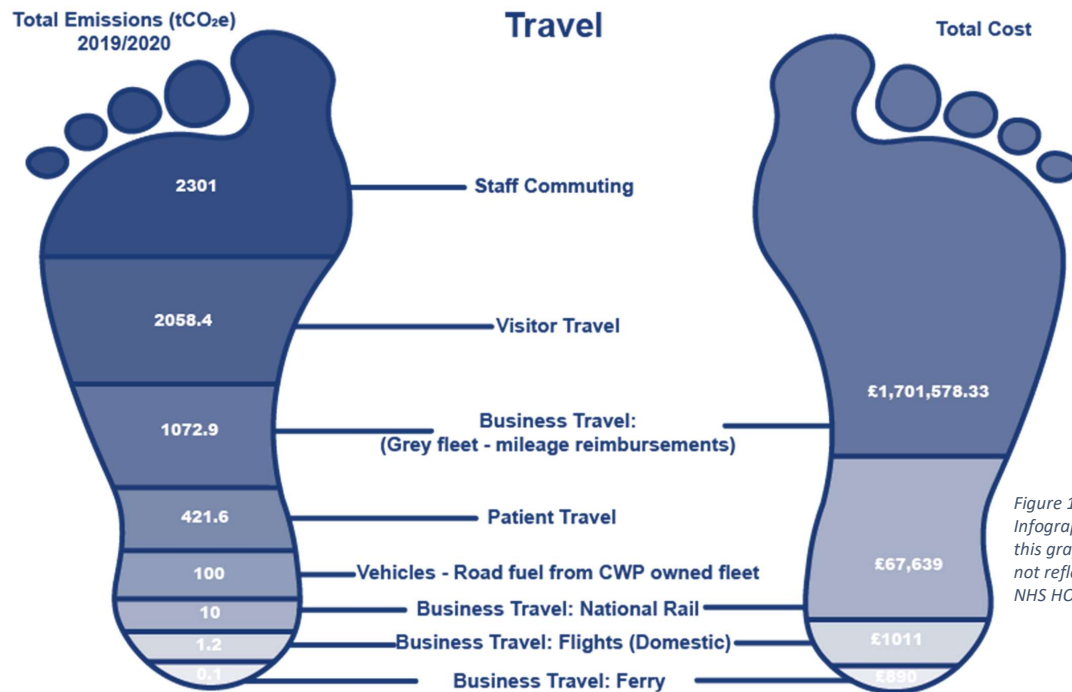 Total Emissions (tCO₂e)
2019/2020
Travel
Total Cost
2301
Staff Commuting
2058.4
Visitor Travel
£1,701,578.33
1072.9
Business Travel:
(Grey fleet - mileage reimbursements)
421.6
Patient Travel
Figure 1
Infograp
this gra
not refle
NHS HO
100
Vehicles - Road fuel from CWP owned fleet
£67,639
10
Business Travel: National Rail
1.2
Business Travel: Flights (Domestic)
£1011
0.1
Business Travel: Ferry
£890